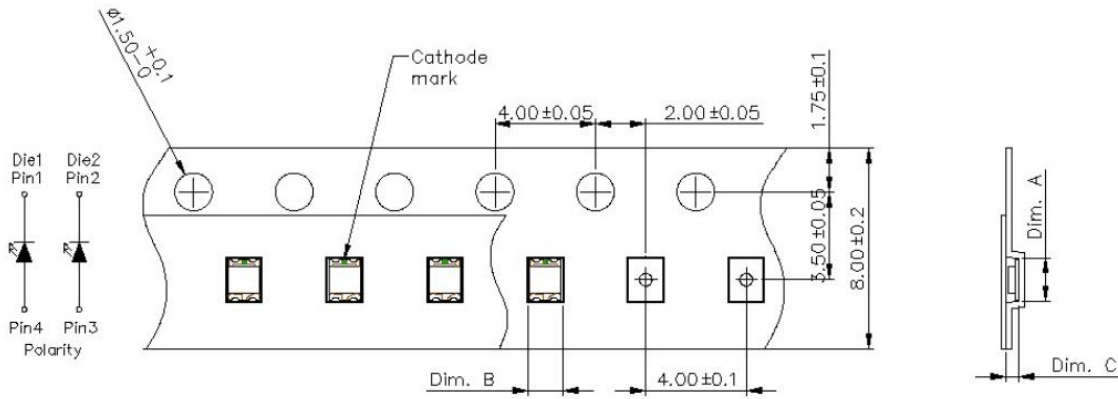 Ø1.50 +0.1
-0
Cathode
mark
4.00±0.05
2.00±0.05
1.75±0.1
Die1
Pin1
Die2
Pin2
3.50±0.05
8.00±0.2
Dim. A
Pin4
Pin3
Polarity
Dim. B
4.00±0.1
Dim. C